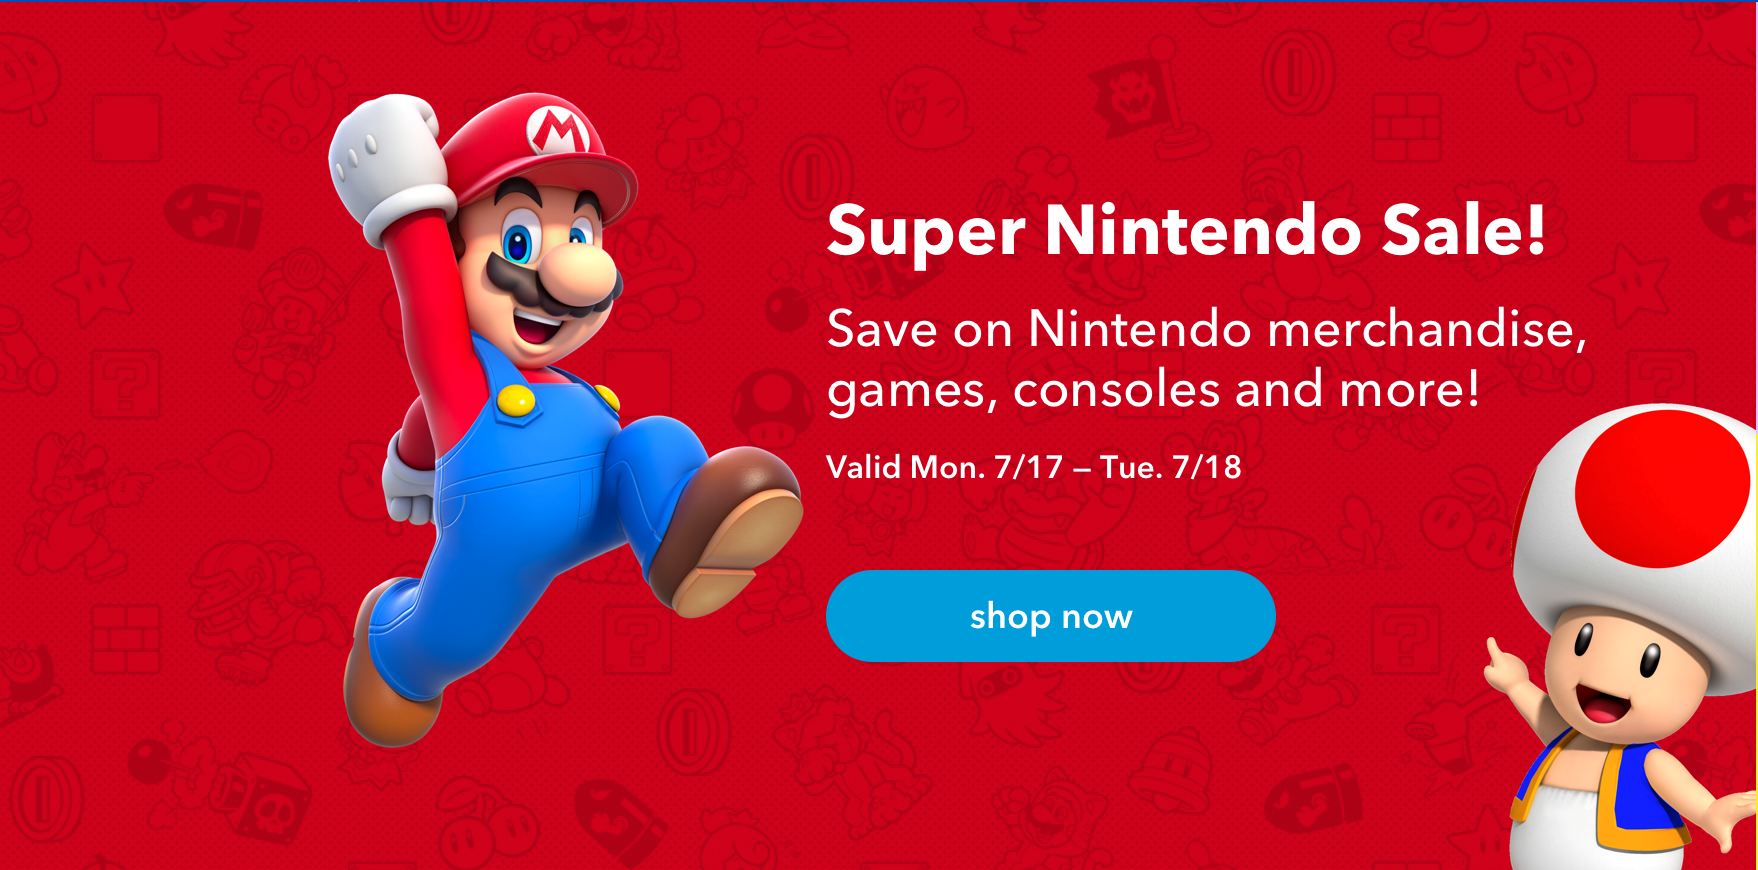 M
Super Nintendo Sale!
Save on Nintendo merchandise,
games, consoles and more!
Valid Mon. 7/17 – Tue. 7/18
shop now